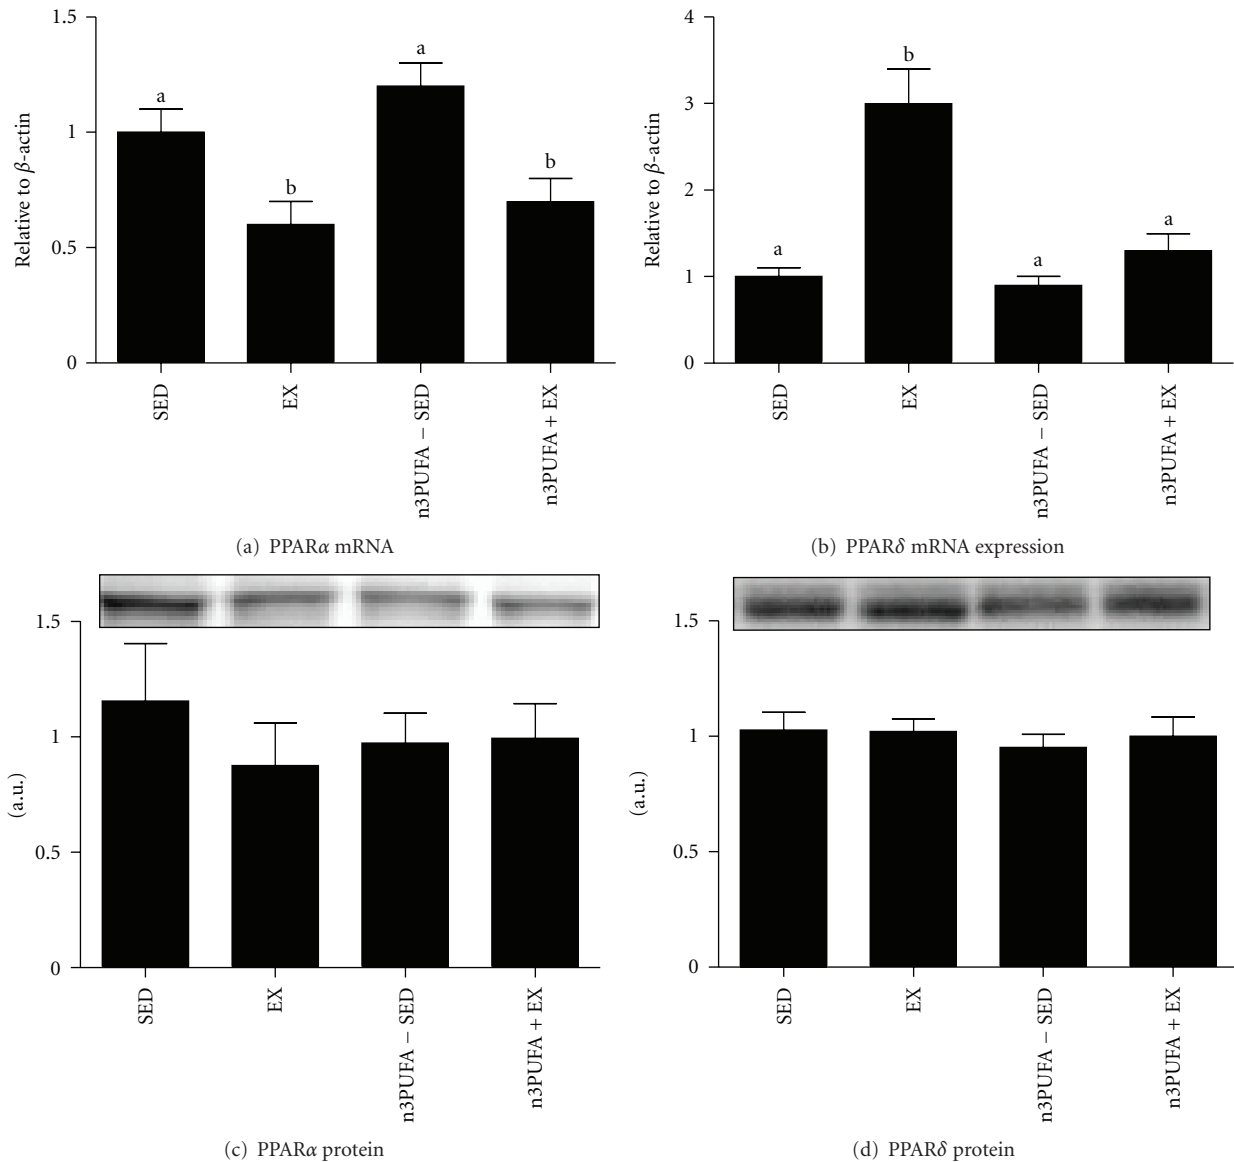 1.5
1
0.5
0
Relative to β-actin
a
b
a
b
SED
EX
n3PUFA − SED
n3PUFA + EX
(a) PPARα mRNA
4
3
2
1
0
Relative to β-actin
a
b
a
a
SED
EX
n3PUFA − SED
n3PUFA + EX
(b) PPARδ mRNA expression
1.5
1
0.5
0
(a.u.)
SED
EX
n3PUFA − SED
n3PUFA + EX
(c) PPARα protein
1.5
1
0.5
0
(a.u.)
SED
EX
n3PUFA − SED
n3PUFA + EX
(d) PPARδ protein